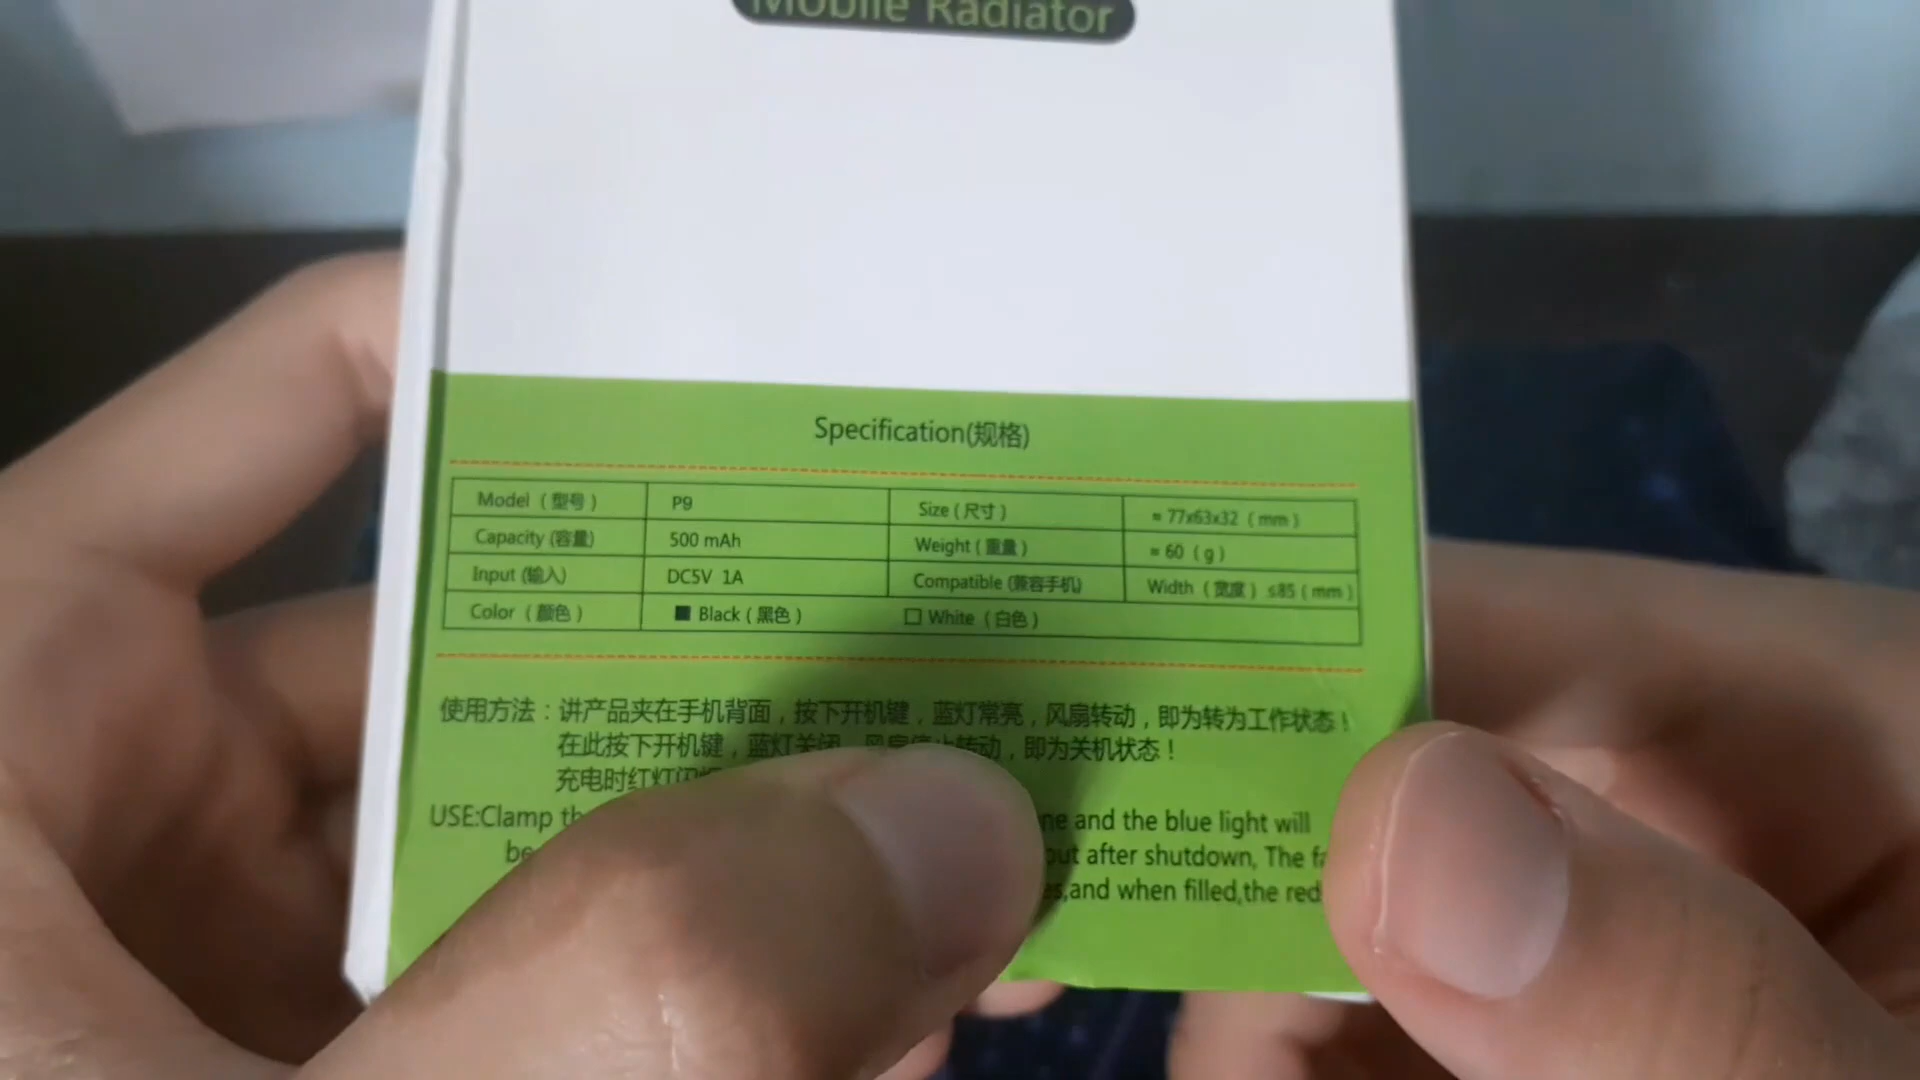 Mobile Radiator
Specification(规格)
Model ( 型号 ) P9 Size ( 尺寸 ) ≈ 77x63x32 ( mm )
Capacity (容量) 500 mAh Weight ( 重量 ) ≈ 60 ( g )
Input (输入) DC5V 1A Compatible (兼容手机) Width ( 宽度 ) ≤85 ( mm )
Color ( 颜色 ) ■ Black ( 黑色 ) □ White ( 白色 )
使用方法：讲产品夹在手机背面，按下开机键，蓝灯常亮，风扇转动，即为转为工作状态！
在此按下开机键，蓝灯关闭，风扇停止转动，即为关机状态！
充电时红灯
USE:Clamp and the blue light will
be after shutdown, The
and when filled,the red